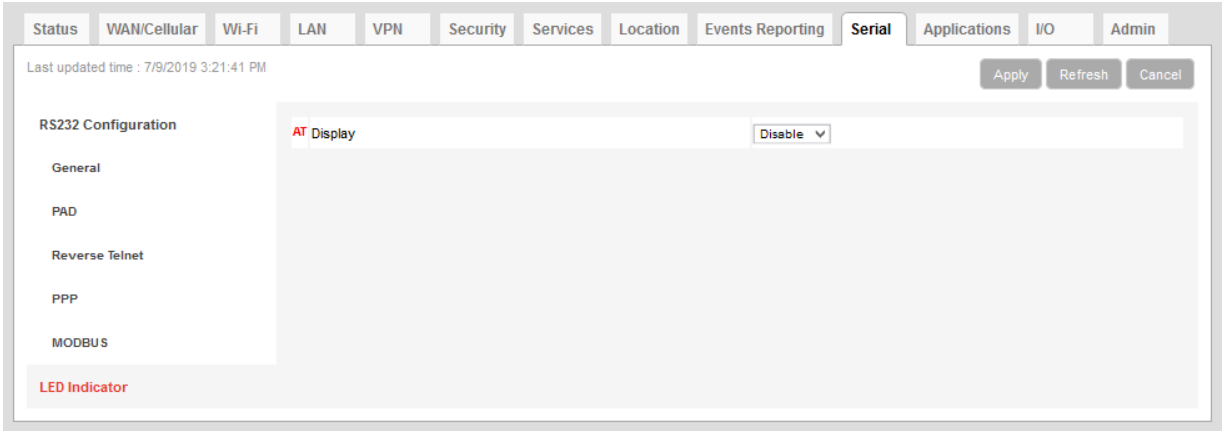 Status WAN/Cellular Wi-Fi LAN VPN Security Services Location Events Reporting Serial Applications I/O Admin
Last updated time : 7/9/2019 3:21:41 PM
Apply Refresh Cancel
RS232 Configuration
AT Display Disable
General
PAD
Reverse Telnet
PPP
MODBUS
LED Indicator